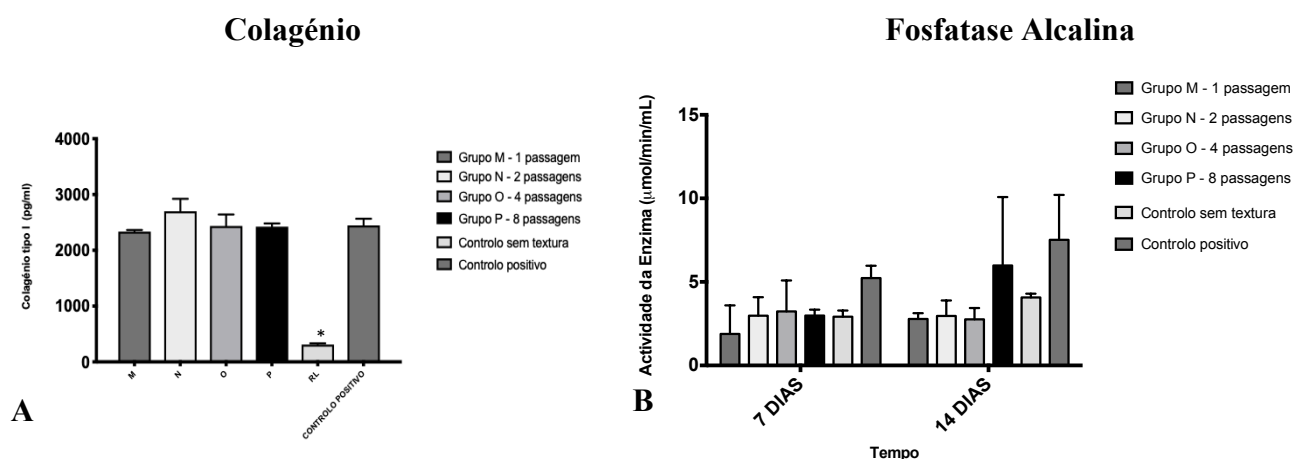 Colagénio
Colagénio tipo I (pg/ml)
4000
3000
2000
1000
0
*
M
N
O
P
RL
CONTROLO POSITIVO
Grupo M - 1 passagem
Grupo N - 2 passagens
Grupo O - 4 passagens
Grupo P - 8 passagens
Controlo sem textura
Controlo positivo
A
Fosfatase Alcalina
Actividade da Enzima (μmol/min/mL)
15
10
5
0
7 DIAS
14 DIAS
Tempo
Grupo M - 1 passagem
Grupo N - 2 passagens
Grupo O - 4 passagens
Grupo P - 8 passagens
Controlo sem textura
Controlo positivo
B